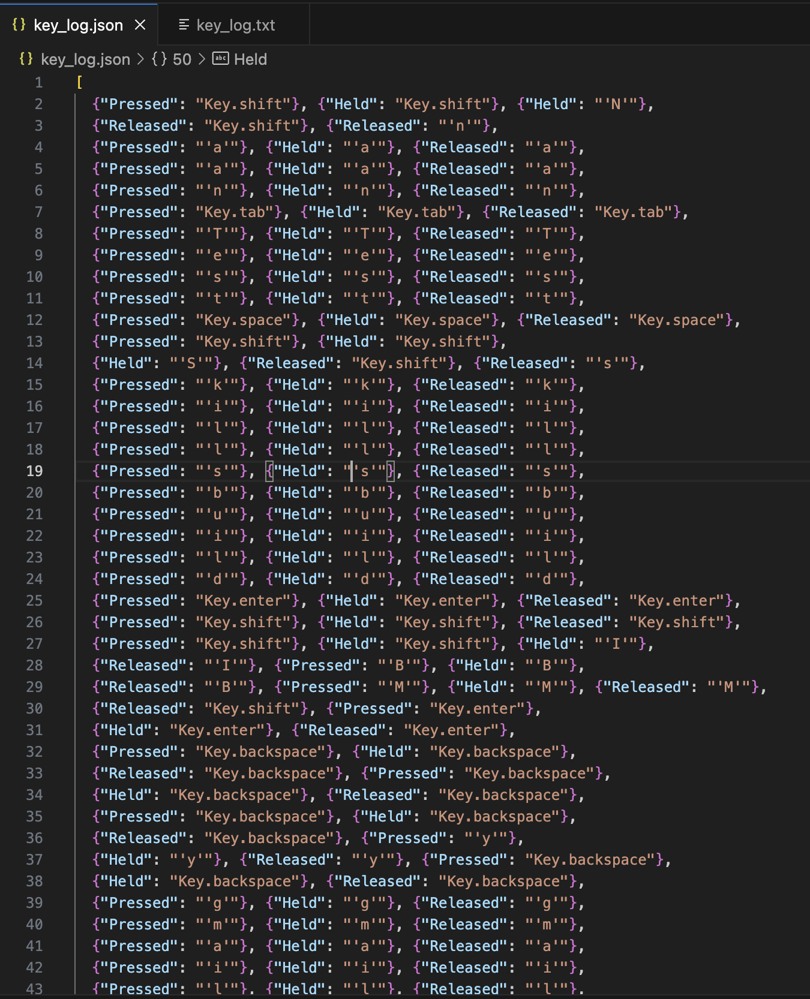 {} key_log.json × key_log.txt
{} key_log.json > {} 50 > abc Held
1 [
2 {"Pressed": "Key.shift"}, {"Held": "Key.shift"}, {"Held": "'N'"},
3 {"Released": "Key.shift"}, {"Released": "'n'"},
4 {"Pressed": "'a'"}, {"Held": "'a'"}, {"Released": "'a'"},
5 {"Pressed": "'a'"}, {"Held": "'a'"}, {"Released": "'a'"},
6 {"Pressed": "'n'"}, {"Held": "'n'"}, {"Released": "'n'"},
7 {"Pressed": "Key.tab"}, {"Held": "Key.tab"}, {"Released": "Key.tab"},
8 {"Pressed": "'T'"}, {"Held": "'T'"}, {"Released": "'T'"},
9 {"Pressed": "'e'"}, {"Held": "'e'"}, {"Released": "'e'"},
10 {"Pressed": "'s'"}, {"Held": "'s'"}, {"Released": "'s'"},
11 {"Pressed": "'t'"}, {"Held": "'t'"}, {"Released": "'t'"},
12 {"Pressed": "Key.space"}, {"Held": "Key.space"}, {"Released": "Key.space"},
13 {"Pressed": "Key.shift"}, {"Held": "Key.shift"},
14 {"Held": "'S'"}, {"Released": "Key.shift"}, {"Released": "'s'"},
15 {"Pressed": "'k'"}, {"Held": "'k'"}, {"Released": "'k'"},
16 {"Pressed": "'i'"}, {"Held": "'i'"}, {"Released": "'i'"},
17 {"Pressed": "'l'"}, {"Held": "'l'"}, {"Released": "'l'"},
18 {"Pressed": "'l'"}, {"Held": "'l'"}, {"Released": "'l'"},
19 {"Pressed": "'s'"}, {"Held": "'s'"}, {"Released": "'s'"},
20 {"Pressed": "'b'"}, {"Held": "'b'"}, {"Released": "'b'"},
21 {"Pressed": "'u'"}, {"Held": "'u'"}, {"Released": "'u'"},
22 {"Pressed": "'i'"}, {"Held": "'i'"}, {"Released": "'i'"},
23 {"Pressed": "'l'"}, {"Held": "'l'"}, {"Released": "'l'"},
24 {"Pressed": "'d'"}, {"Held": "'d'"}, {"Released": "'d'"},
25 {"Pressed": "Key.enter"}, {"Held": "Key.enter"}, {"Released": "Key.enter"},
26 {"Pressed": "Key.shift"}, {"Held": "Key.shift"}, {"Released": "Key.shift"},
27 {"Pressed": "Key.shift"}, {"Held": "Key.shift"}, {"Held": "'I'"},
28 {"Released": "'I'"}, {"Pressed": "'B'"}, {"Held": "'B'"},
29 {"Released": "'B'"}, {"Pressed": "'M'"}, {"Held": "'M'"}, {"Released": "'M'"},
30 {"Released": "Key.shift"}, {"Pressed": "Key.enter"},
31 {"Held": "Key.enter"}, {"Released": "Key.enter"},
32 {"Pressed": "Key.backspace"}, {"Held": "Key.backspace"},
33 {"Released": "Key.backspace"}, {"Pressed": "Key.backspace"},
34 {"Held": "Key.backspace"}, {"Released": "Key.backspace"},
35 {"Pressed": "Key.backspace"}, {"Held": "Key.backspace"},
36 {"Released": "Key.backspace"}, {"Pressed": "'y'"},
37 {"Held": "'y'"}, {"Released": "'y'"}, {"Pressed": "Key.backspace"},
38 {"Held": "Key.backspace"}, {"Released": "Key.backspace"},
39 {"Pressed": "'g'"}, {"Held": "'g'"}, {"Released": "'g'"},
40 {"Pressed": "'m'"}, {"Held": "'m'"}, {"Released": "'m'"},
41 {"Pressed": "'a'"}, {"Held": "'a'"}, {"Released": "'a'"},
42 {"Pressed": "'i'"}, {"Held": "'i'"}, {"Released": "'i'"},
43 {"Pressed": "'l'"}, {"Held": "'l'"}, {"Released": "'l'"},